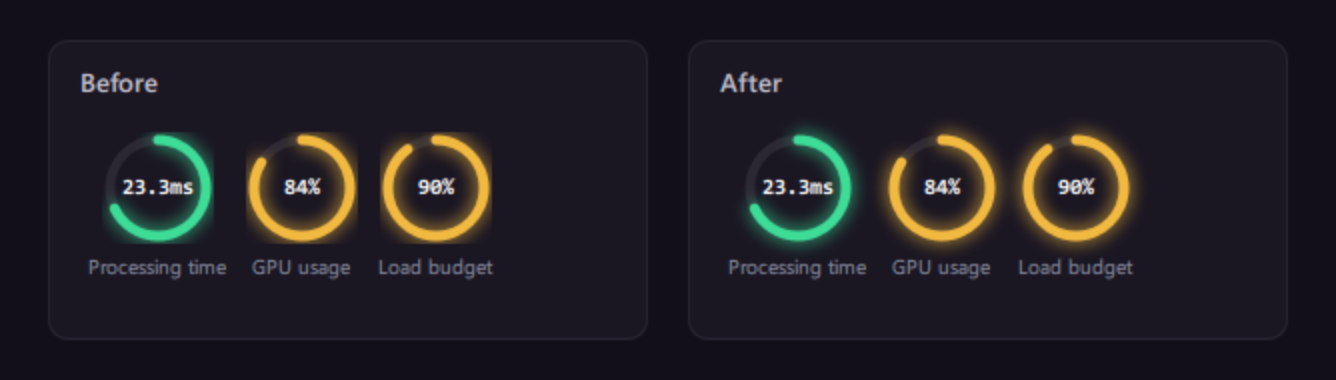 Before
23.3ms
84%
90%
Processing time
GPU usage
Load budget
After
23.3ms
84%
90%
Processing time
GPU usage
Load budget